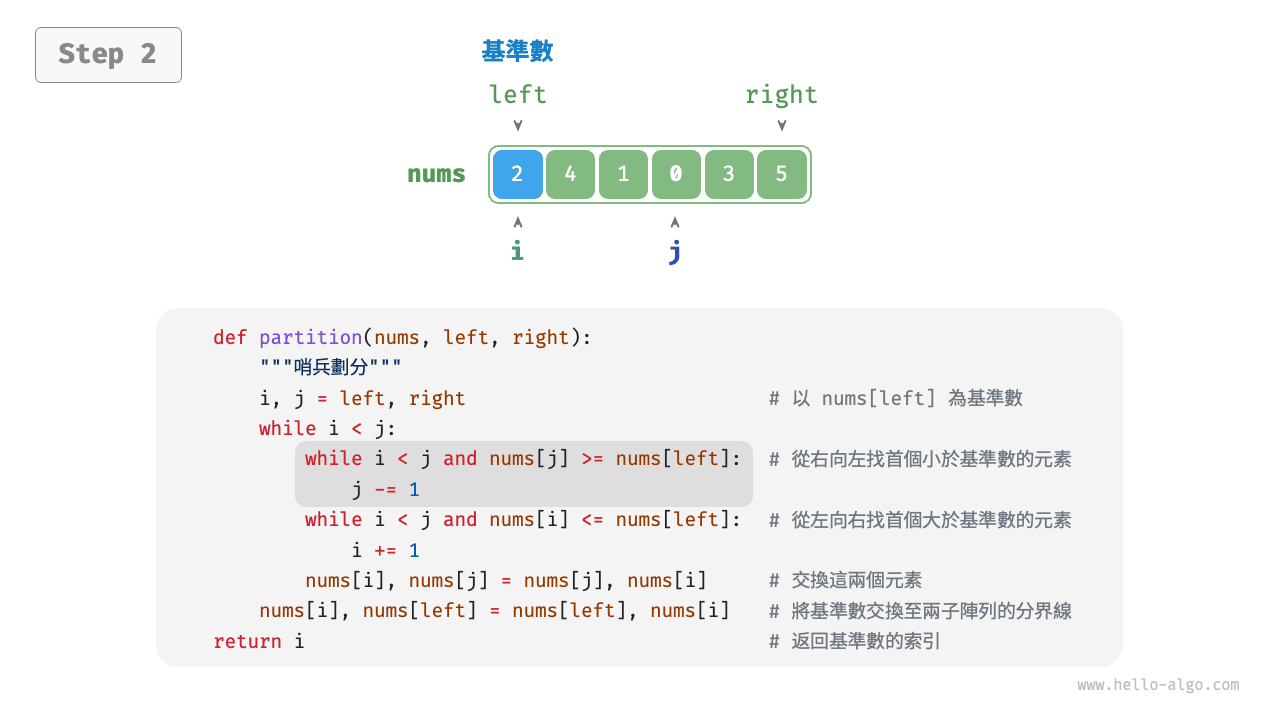 Step 2
基準數
left right
nums 2 4 1 0 3 5
i j
def partition(nums, left, right):
"""哨兵劃分"""
i, j = left, right # 以 nums[left] 為基準數
while i < j:
while i < j and nums[j] >= nums[left]: # 從右向左找首個小於基準數的元素
j -= 1
while i < j and nums[i] <= nums[left]: # 從左向右找首個大於基準數的元素
i += 1
nums[i], nums[j] = nums[j], nums[i] # 交換這兩個元素
nums[i], nums[left] = nums[left], nums[i] # 將基準數交換至兩子陣列的分界線
return i # 返回基準數的索引
www.hello-algo.com